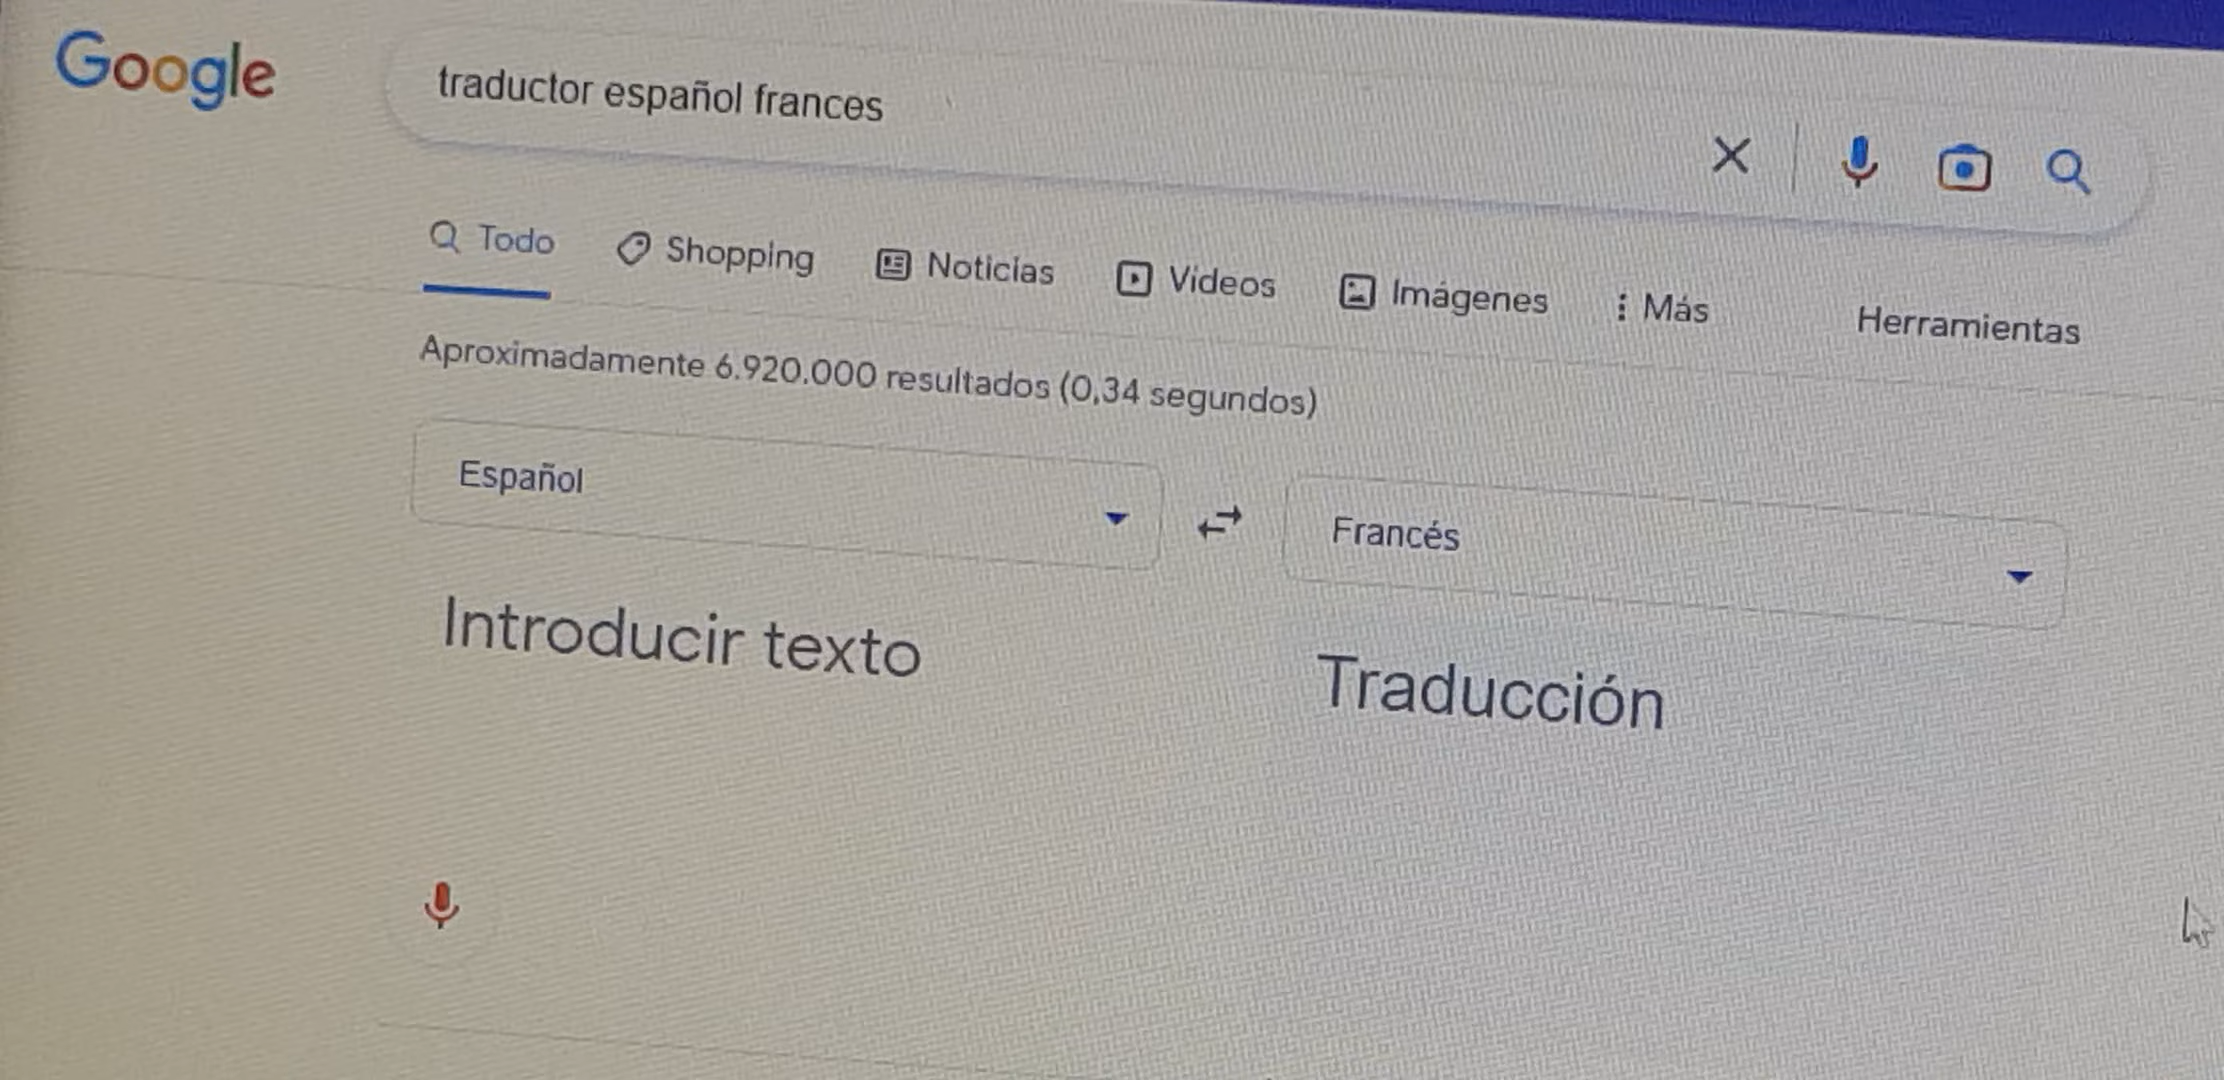 Google
traductor español frances
Todo Shopping Noticias Vídeos Imágenes Más Herramientas
Aproximadamente 6.920.000 resultados (0,34 segundos)
Español Francés
Introducir texto Traducción